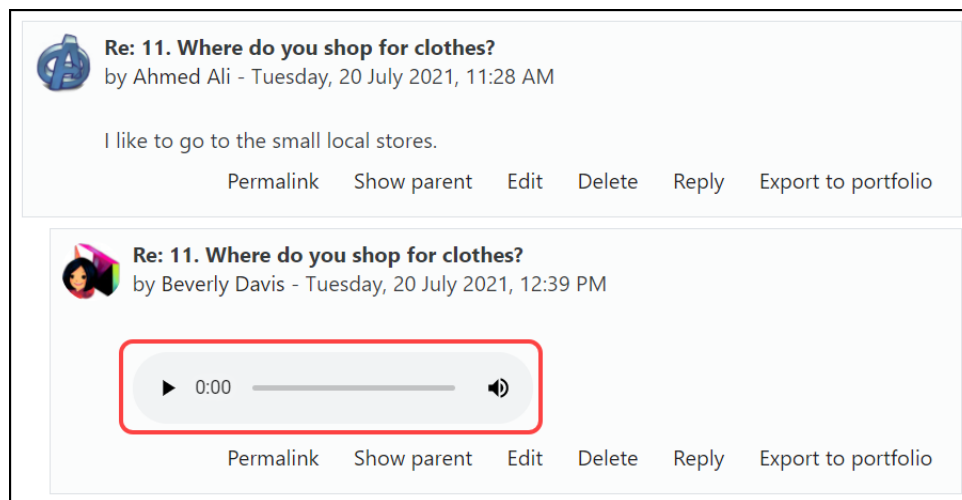 Re: 11. Where do you shop for clothes?
by Ahmed Ali - Tuesday, 20 July 2021, 11:28 AM
I like to go to the small local stores.
Permalink Show parent Edit Delete Reply Export to portfolio
Re: 11. Where do you shop for clothes?
by Beverly Davis - Tuesday, 20 July 2021, 12:39 PM
0:00
Permalink Show parent Edit Delete Reply Export to portfolio